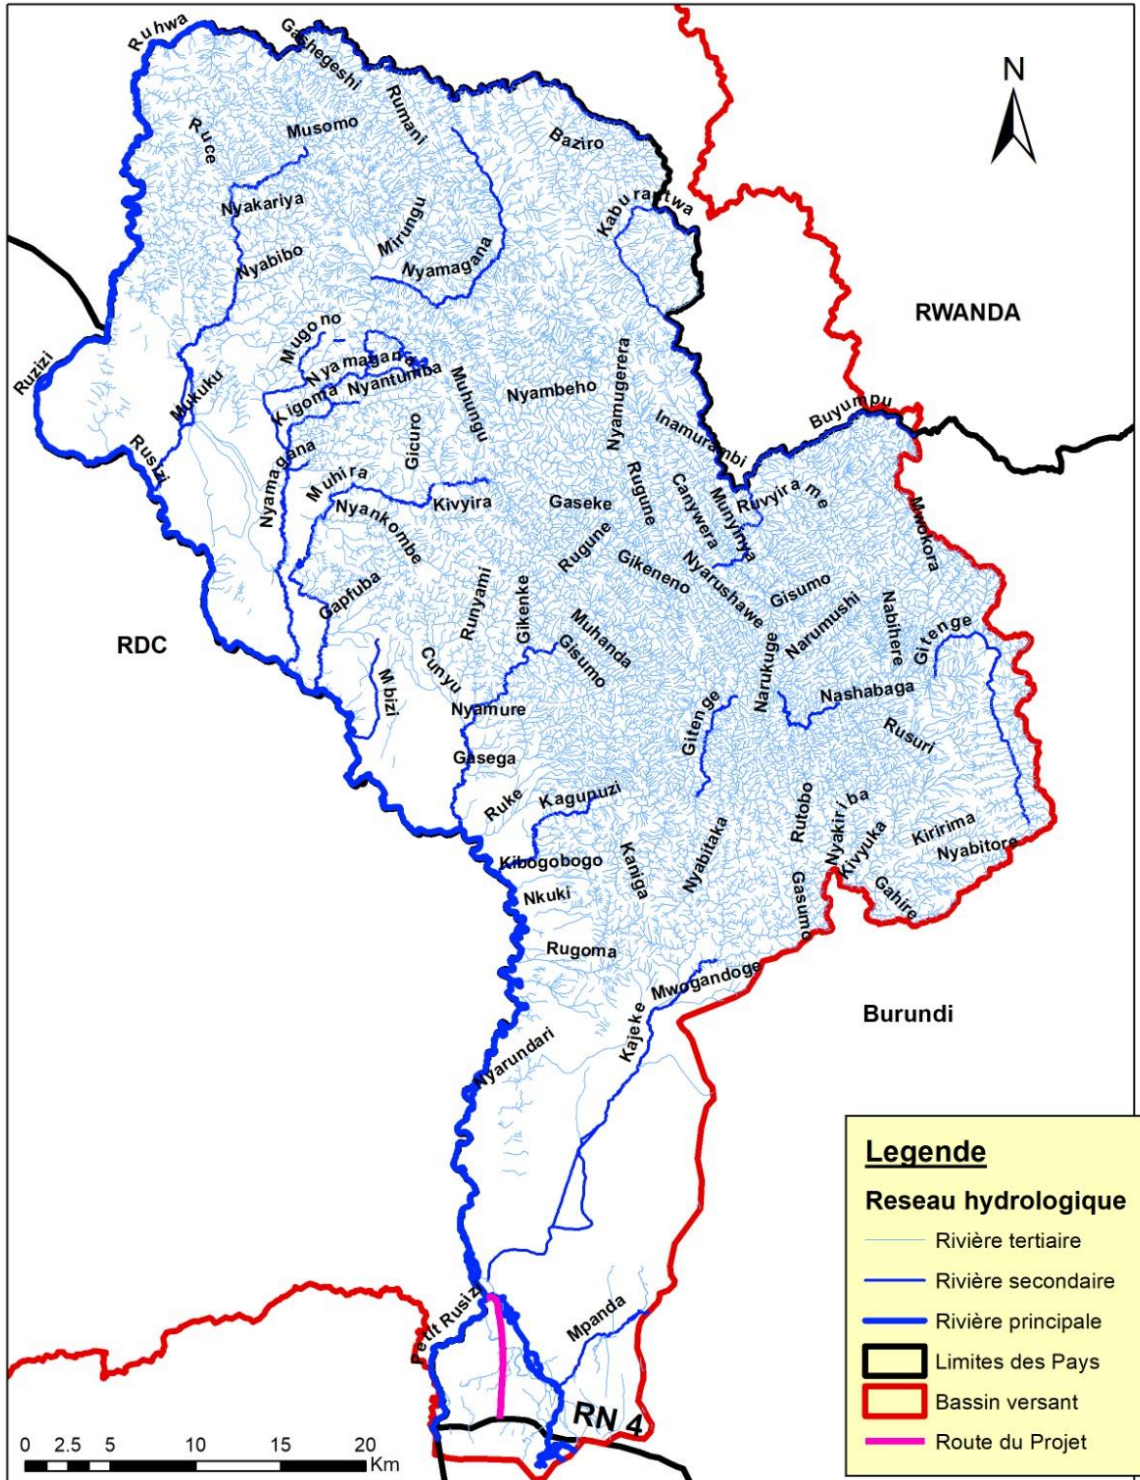 Ruhwa
Gashegeshi
N
Rumani
Ruce
Musomo
Baziro
Nyakariya
Kaburantwa
Mirungu
Nyabibo
Nyamagana
RWANDA
Mugono
Ruzizi
Nyamagana
Mukuku
Kigoma
Nyantumba
Muhungu
Nyambeho
Nyamugerera
Buyumpu
Inamurambi
Gicuro
Rusizi
Nyamagana
Muhira
Kivyira
Gaseke
Rugune
Canywera
Munyinya
Ruvyirame
Mwokora
Nyankombe
Rugune
Gikeneno
Nyarushawe
Gisumo
Gapfuba
Runyami
Gikenke
Muhanda
Gisumo
Narumushi
Nabihere
Gitenge
RDC
Mbizi
Cunyu
Narukuge
Nyamure
Gitenge
Nashabaga
Rusuri
Gasega
Ruke
Kagunuzi
Rutobo
Nyakiriba
Kivyuka
Kiririma
Nyabitore
Kibogobogo
Kaniga
Nyabitaka
Nkuki
Gasumo
Gahire
Rugoma
Mwogandoge
Burundi
Kajeke
Nyarundari
Petit Rusizi
Mpanda
RN 4
Legende
Reseau hydrologique
Rivière tertiaire
Rivière secondaire
Rivière principale
Limites des Pays
Bassin versant
Route du Projet
0 2.5 5 10 15 20
Km